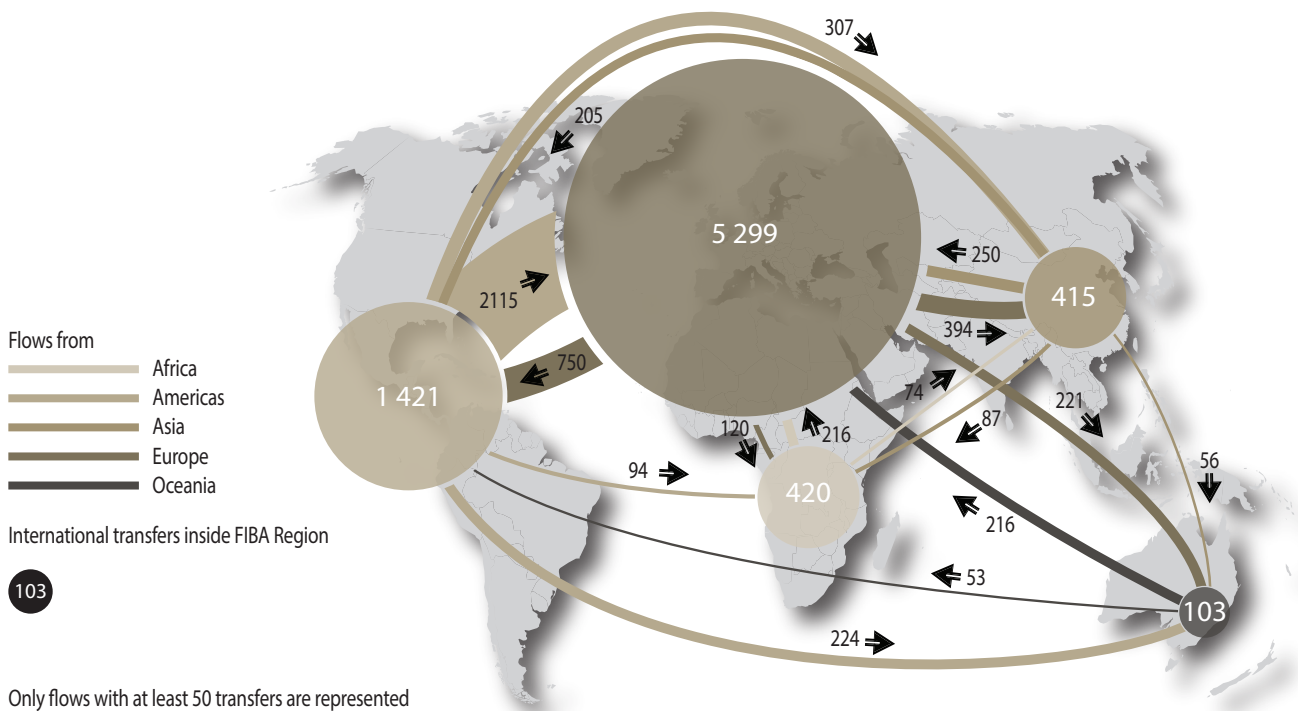 307
205
5 299
250
415
2115
394
Flows from
Africa
Americas
Asia
Europe
Oceania
750
1 421
74
221
87
120
216
94
420
56
216
International transfers inside FIBA Region
53
103
103
224
Only flows with at least 50 transfers are represented